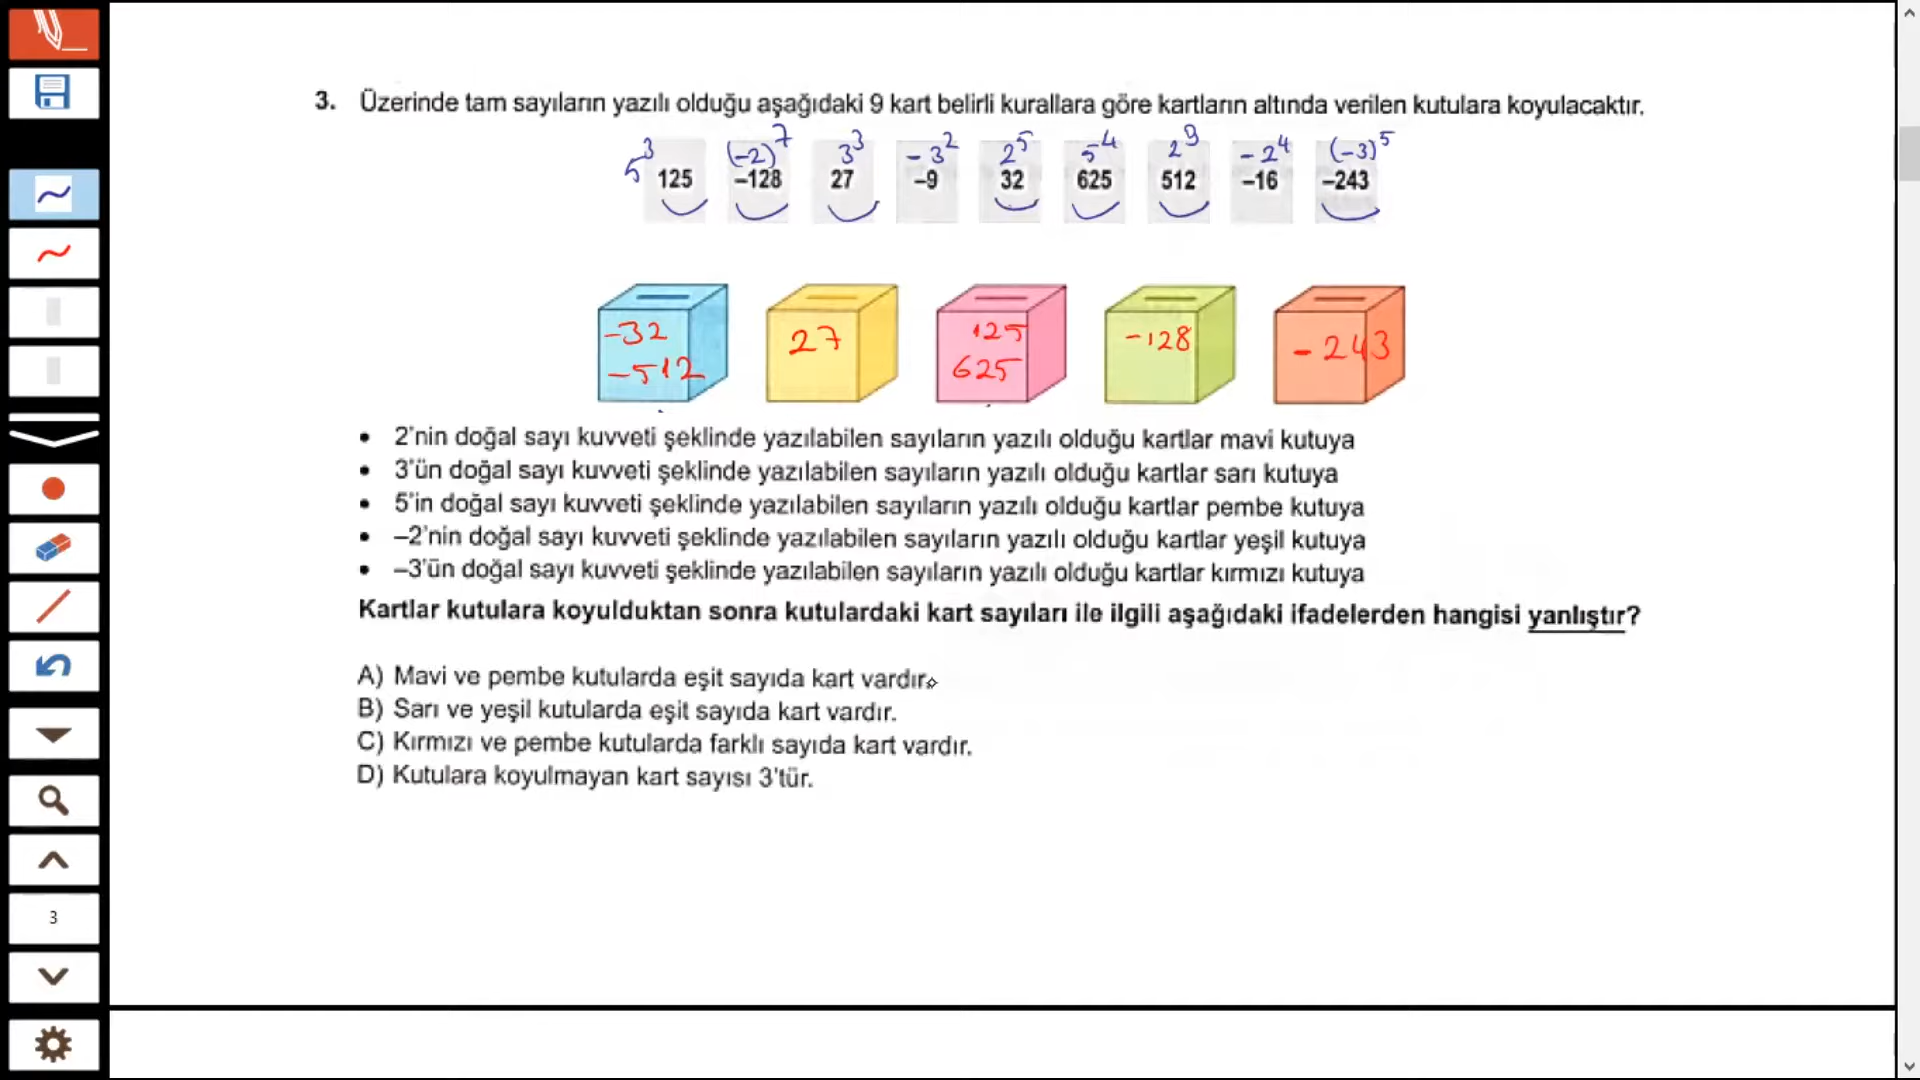 3. Üzerinde tam sayıların yazılı olduğu aşağıdaki 9 kart belirli kurallara göre kartların altında verilen kutulara koyulacaktır.
5³ (-2)⁷ 3³ -3² 2⁵ 5⁴ 2⁹ -2⁴ (-3)⁵
125 –128 27 –9 32 625 512 –16 –243
-32 27 125 -128 -243
-512 625
• 2'nin doğal sayı kuvveti şeklinde yazılabilen sayıların yazılı olduğu kartlar mavi kutuya
• 3'ün doğal sayı kuvveti şeklinde yazılabilen sayıların yazılı olduğu kartlar sarı kutuya
• 5'in doğal sayı kuvveti şeklinde yazılabilen sayıların yazılı olduğu kartlar pembe kutuya
• –2'nin doğal sayı kuvveti şeklinde yazılabilen sayıların yazılı olduğu kartlar yeşil kutuya
• –3'ün doğal sayı kuvveti şeklinde yazılabilen sayıların yazılı olduğu kartlar kırmızı kutuya
Kartlar kutulara koyulduktan sonra kutulardaki kart sayıları ile ilgili aşağıdaki ifadelerden hangisi yanlıştır?
A) Mavi ve pembe kutularda eşit sayıda kart vardır.
B) Sarı ve yeşil kutularda eşit sayıda kart vardır.
C) Kırmızı ve pembe kutularda farklı sayıda kart vardır.
D) Kutulara koyulmayan kart sayısı 3'tür.
3